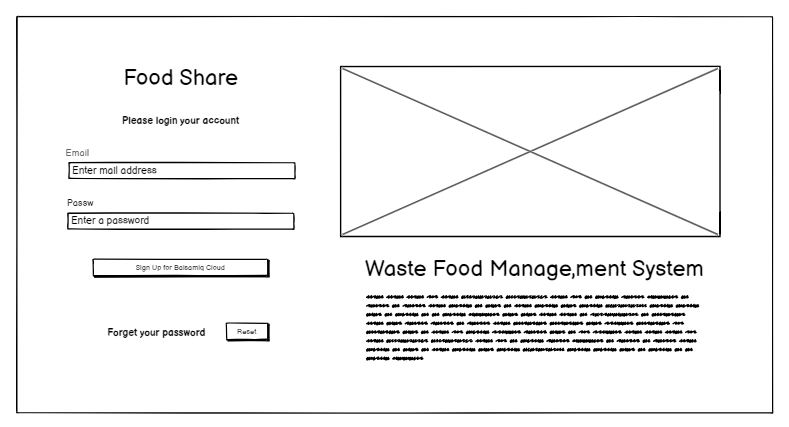 Food Share
Please login your account
Email
Enter mail address
Passw
Enter a password
Sign Up for Balsamiq Cloud
Forget your password
Reset
Waste Food Manage,ment System